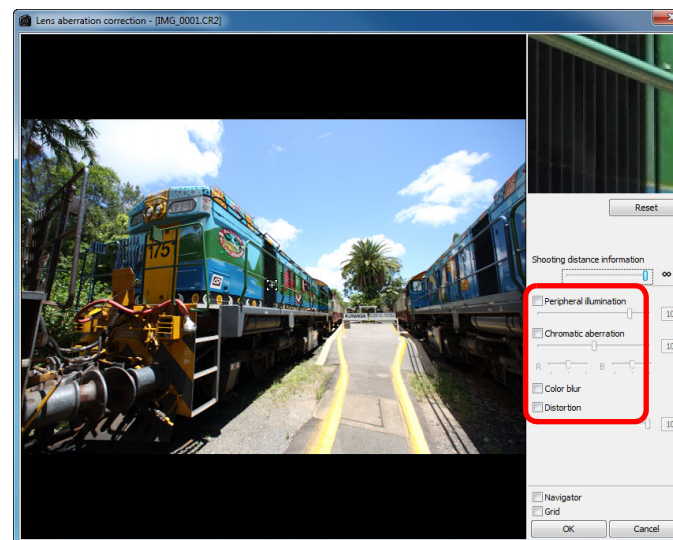 Lens aberration correction - [IMG_0001.CR2]
Reset
Shooting distance information
∞
Peripheral illumination
10
Chromatic aberration
10
R B
Color blur
Distortion
10
Navigator
Grid
OK Cancel
KURANDA